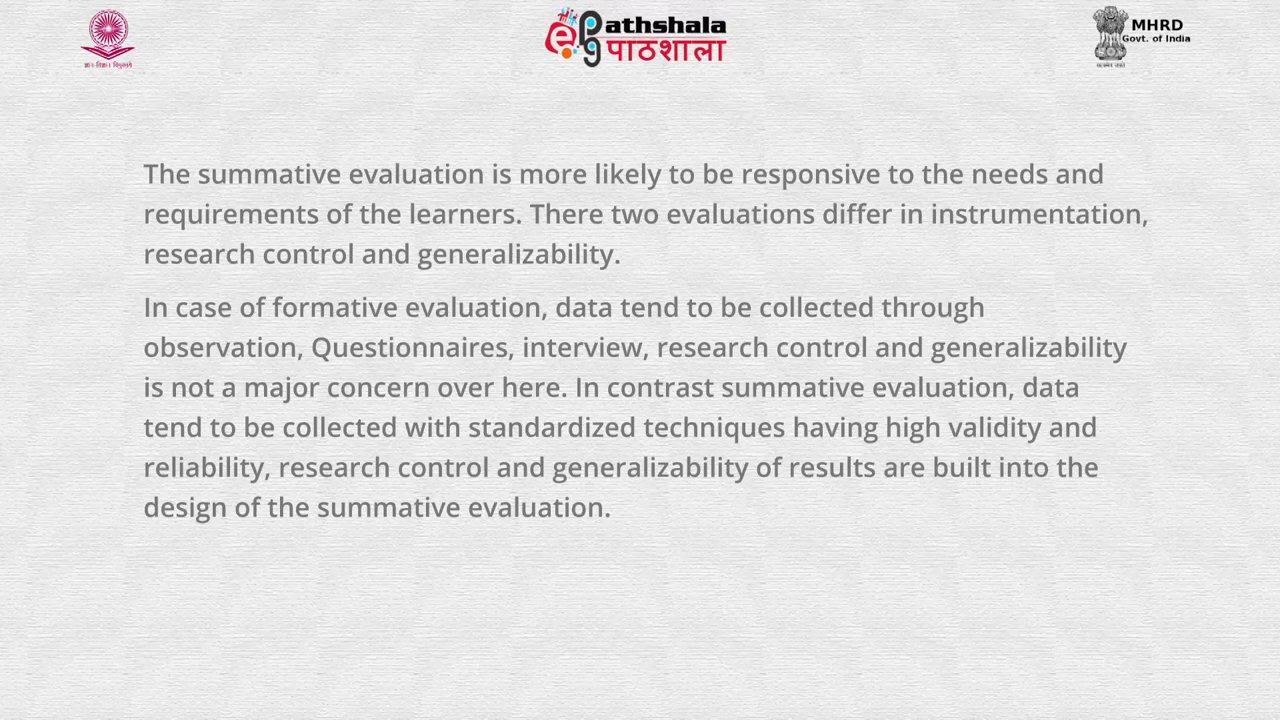 ePathshala
पाठशाला
MHRD
Govt. of India
The summative evaluation is more likely to be responsive to the needs and
requirements of the learners. There two evaluations differ in instrumentation,
research control and generalizability.
In case of formative evaluation, data tend to be collected through
observation, Questionnaires, interview, research control and generalizability
is not a major concern over here. In contrast summative evaluation, data
tend to be collected with standardized techniques having high validity and
reliability, research control and generalizability of results are built into the
design of the summative evaluation.